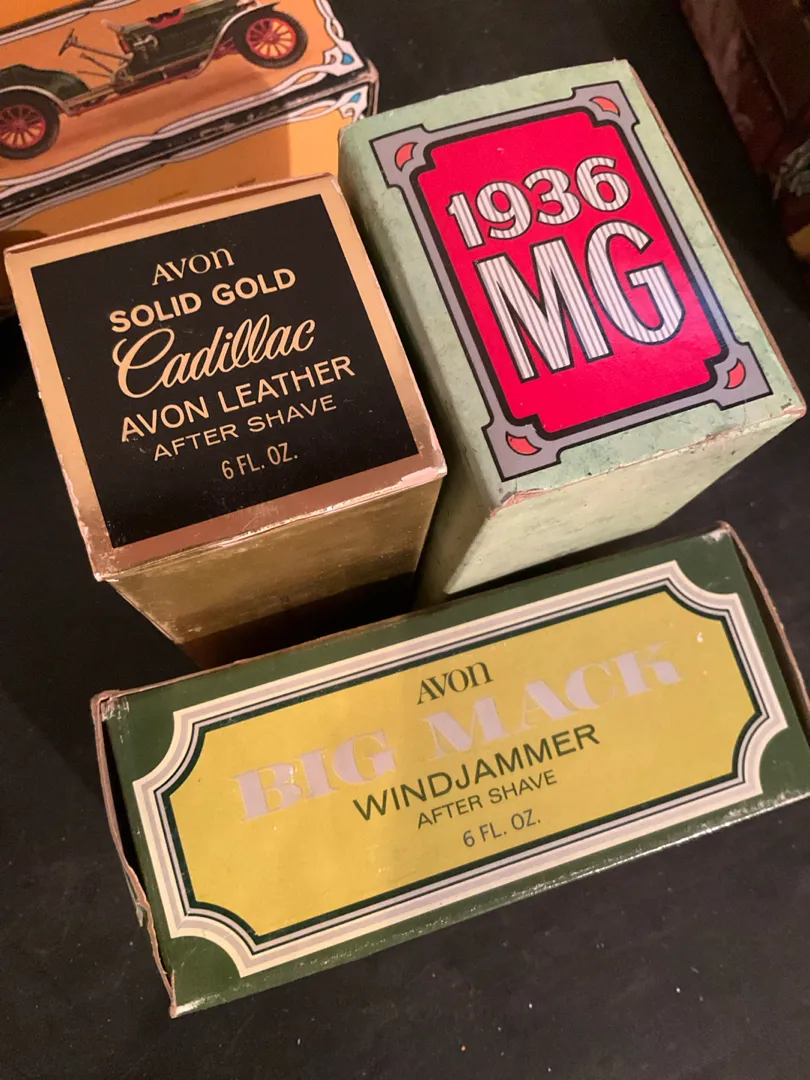 AVON
SOLID GOLD
Cadillac
AVON LEATHER
AFTER SHAVE
6 FL. OZ.
1936
MG
AVON
BIG MACK
WINDJAMMER
AFTER SHAVE
6 FL. OZ.